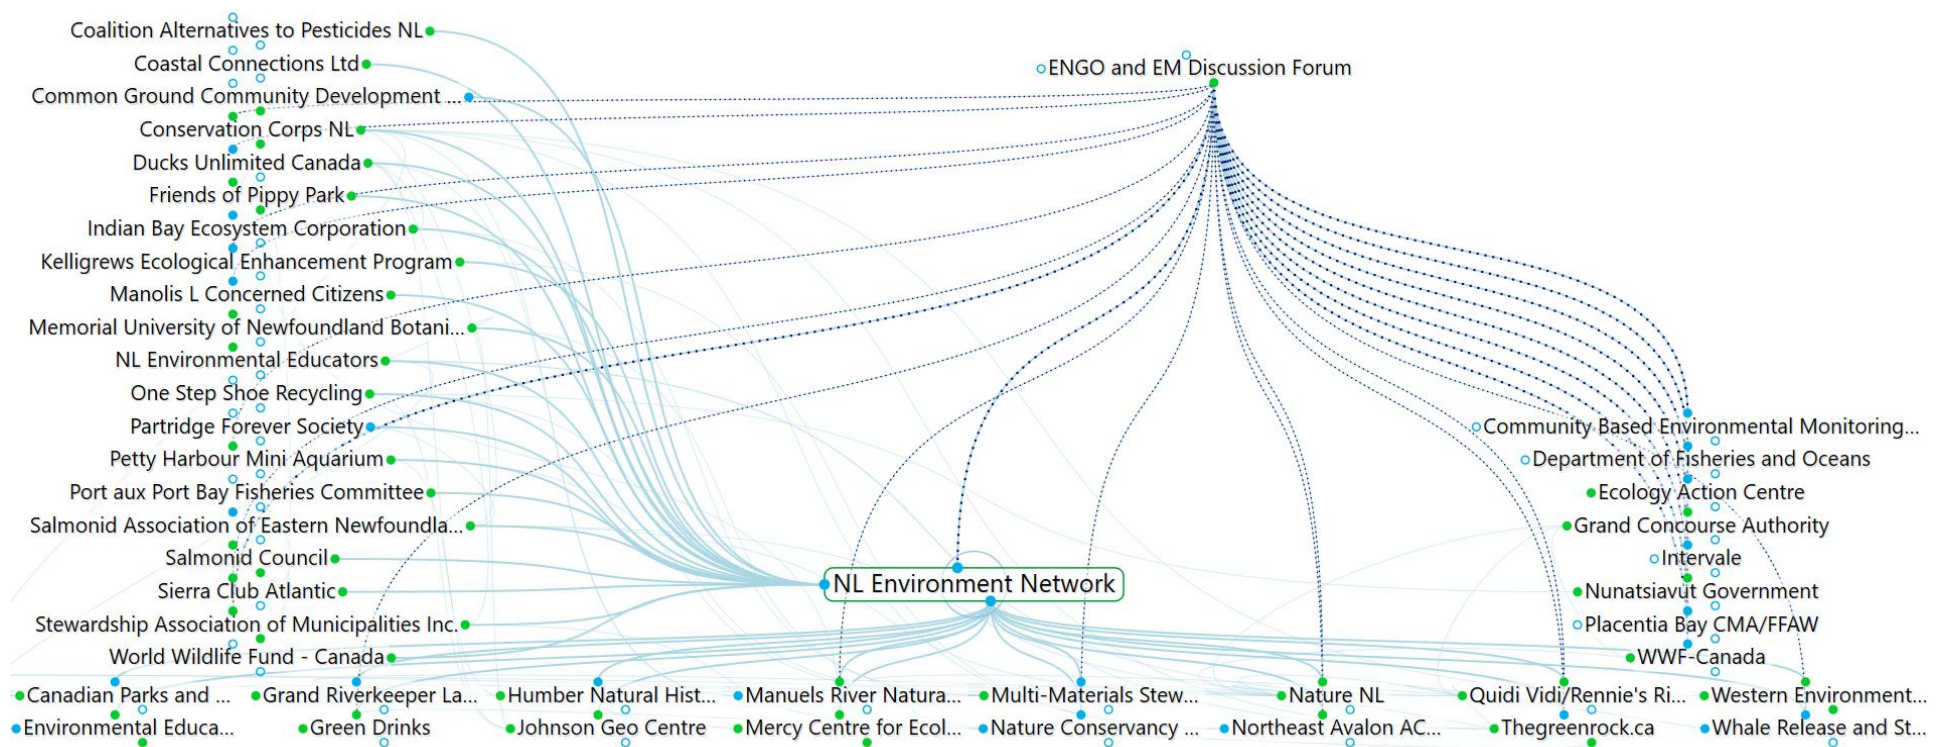 Coalition Alternatives to Pesticides NL
Coastal Connections Ltd
Common Ground Community Development ...
Conservation Corps NL
Ducks Unlimited Canada
Friends of Pippy Park
Indian Bay Ecosystem Corporation
Kelligrews Ecological Enhancement Program
Manolis L Concerned Citizens
Memorial University of Newfoundland Botani...
NL Environmental Educators
One Step Shoe Recycling
Partridge Forever Society
Petty Harbour Mini Aquarium
Port aux Port Bay Fisheries Committee
Salmonid Association of Eastern Newfoundla...
Salmonid Council
Sierra Club Atlantic
Stewardship Association of Municipalities Inc.
World Wildlife Fund - Canada
ENGO and EM Discussion Forum
NL Environment Network
Community Based Environmental Monitoring...
Department of Fisheries and Oceans
Ecology Action Centre
Grand Concourse Authority
Intervale
Nunatsiavut Government
Placentia Bay CMA/FFAW
WWF-Canada
Canadian Parks and ... Grand Riverkeeper La... Humber Natural Hist... Manuels River Natura... Multi-Materials Stew... Nature NL Quidi Vidi/Rennie's Ri... Western Environment...
Environmental Educa... Green Drinks Johnson Geo Centre Mercy Centre for Ecol... Nature Conservancy ... Northeast Avalon AC... Thegreenrock.ca Whale Release and St...